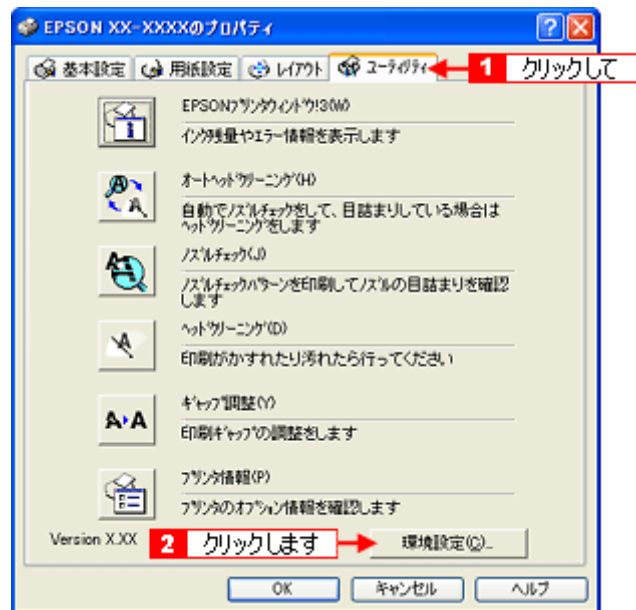 EPSON XX-XXXXのプロパティ
基本設定 用紙設定 レイアウト ユーティリティ 1 クリックして
EPSONプリンタウィンドウ!3(W)
インク残量やエラー情報を表示します
オートヘッドクリーニング(H)
自動でノズルチェックをして、目詰まりしている場合は
ヘッドクリーニングをします
ノズルチェック(J)
ノズルチェックパターンを印刷してノズルの目詰まりを確認
します
ヘッドクリーニング(D)
印刷がかすれたり汚れたら行ってください
ギャップ調整(Y)
印刷ギャップの調整をします
プリンタ情報(P)
プリンタのオプション情報を確認します
Version X.XX 2 クリックします 環境設定(C)...
OK キャンセル ヘルプ